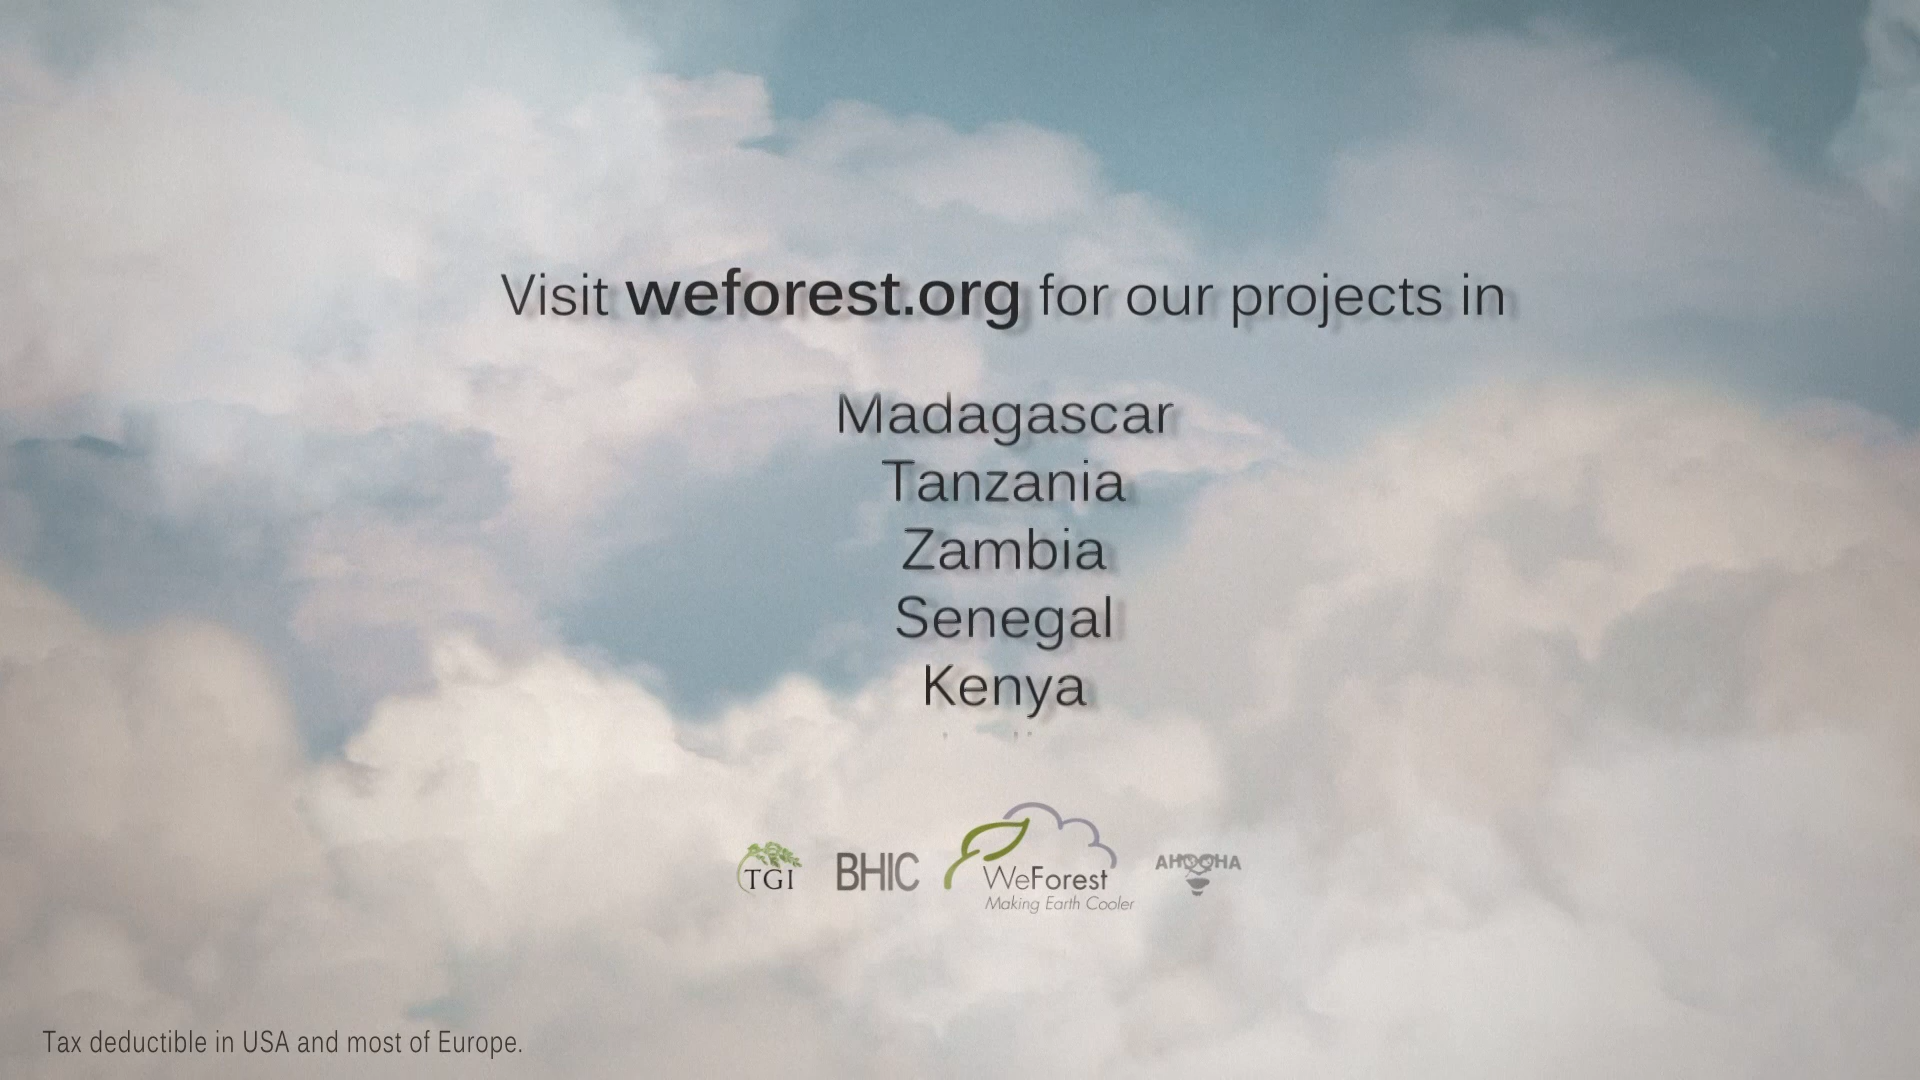 Visit weforest.org for our projects in
Madagascar
Tanzania
Zambia
Senegal
Kenya
TGI
BHIC
WeForest
Making Earth Cooler
AHOOHA
Tax deductible in USA and most of Europe.